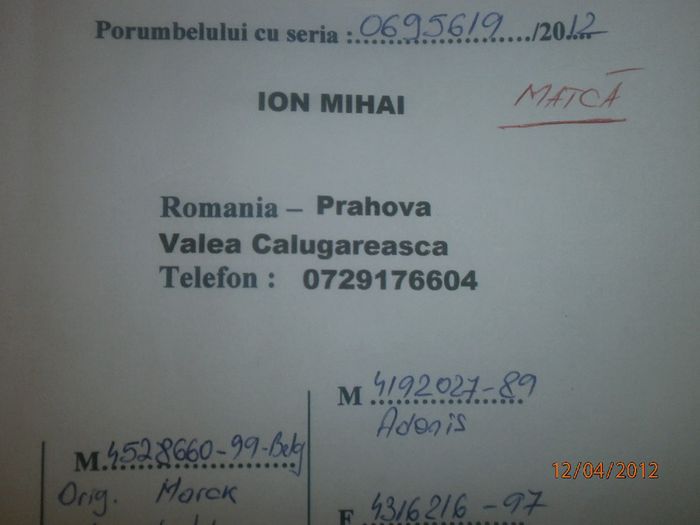 Porumbelului cu seria :0695619......./2012
ION MIHAI
MATCĂ
Romania – Prahova
Valea Calugareasca
Telefon : 0729176604
M 4192027-89
Adonis
M.4528660-99-Belg
Orig. Marck
F 4316216-97
12/04/2012